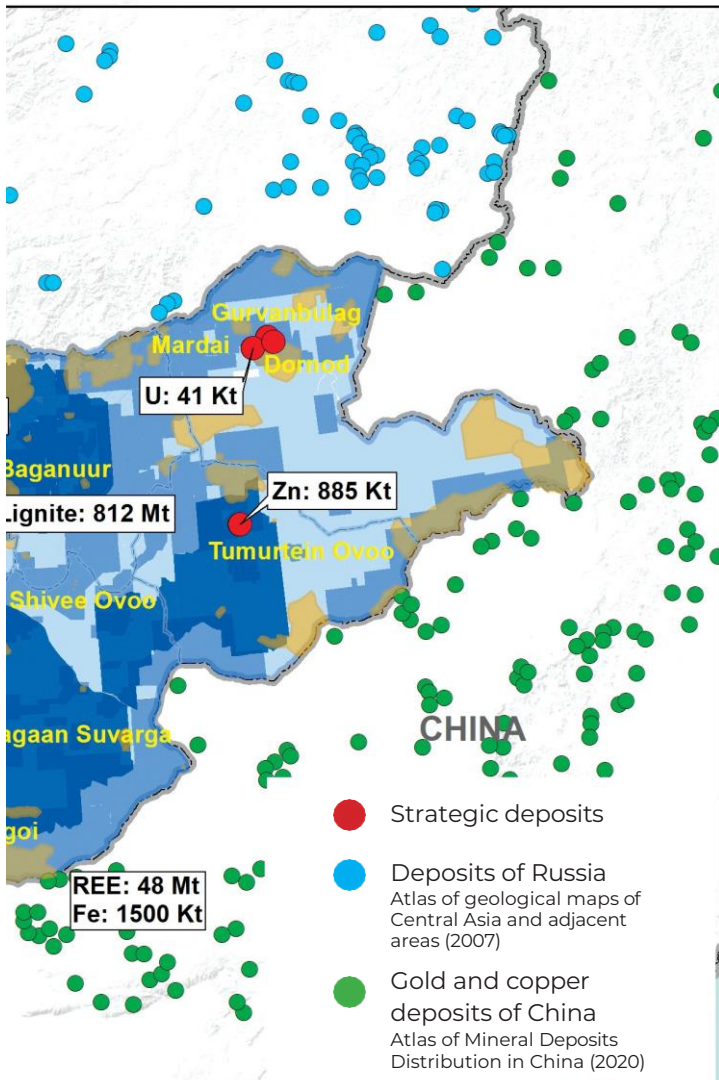 Gurvanbulag
Mardai
Dornod
U: 41 Kt
Baganuur
Zn: 885 Kt
Lignite: 812 Mt
Tumurtein Ovoo
Shivee Ovoo
agaan Suvarga
CHINA
goi
REE: 48 Mt
Fe: 1500 Kt
Strategic deposits
Deposits of Russia
Atlas of geological maps of
Central Asia and adjacent
areas (2007)
Gold and copper
deposits of China
Atlas of Mineral Deposits
Distribution in China (2020)